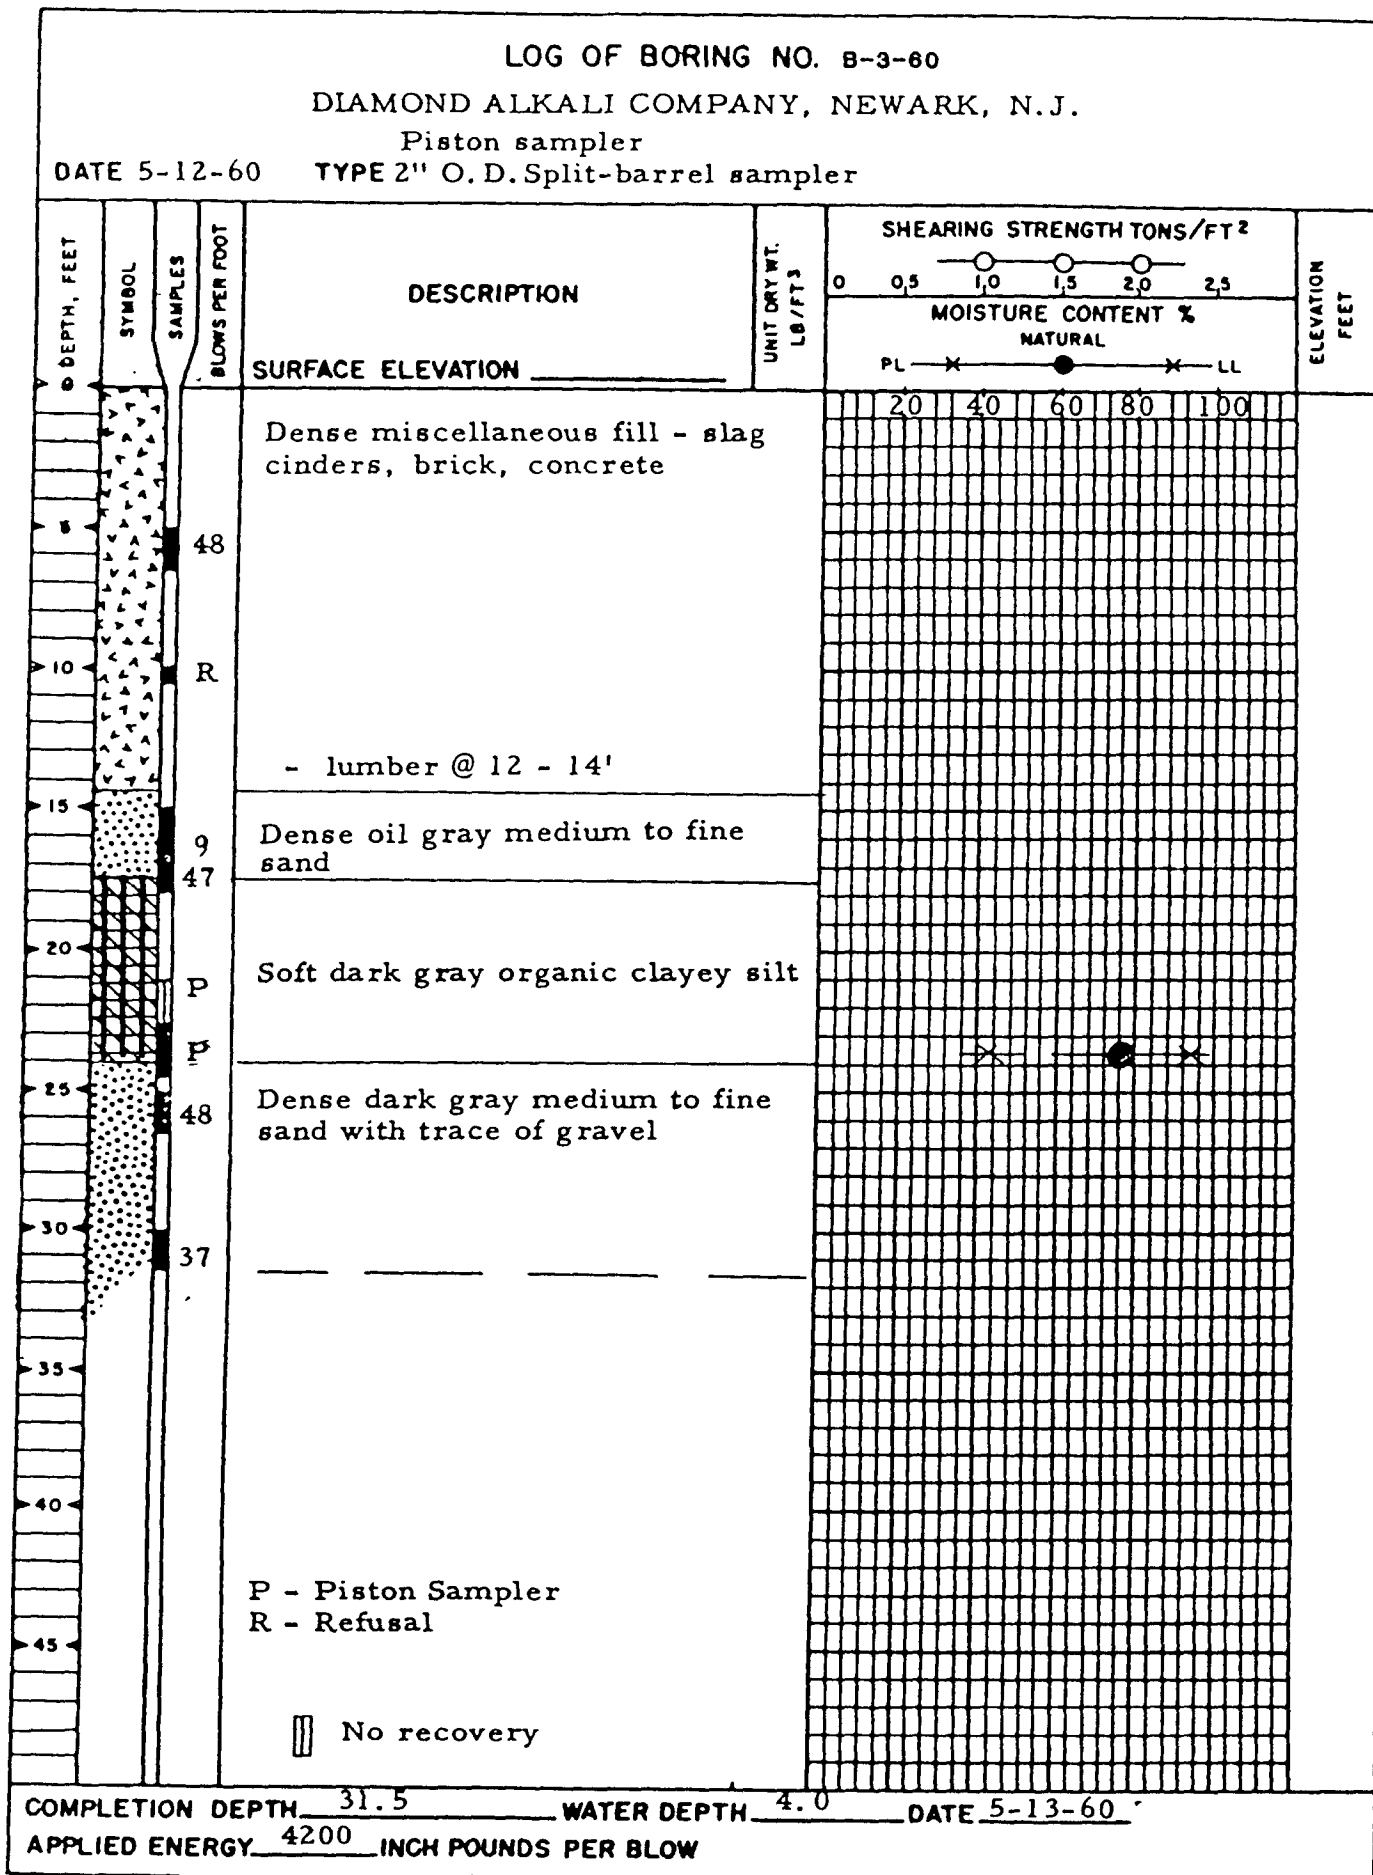 LOG OF BORING NO. B-3-60
DIAMOND ALKALI COMPANY, NEWARK, N.J.
Piston sampler
DATE 5-12-60 TYPE 2" O.D. Split-barrel sampler
DEPTH, FEET
SYMBOL
SAMPLES
BLOWS PER FOOT
DESCRIPTION
SURFACE ELEVATION
UNIT DRY WT. LB/FT3
SHEARING STRENGTH TONS/FT2
0 0,5 1,0 1,5 2,0 2,5
MOISTURE CONTENT %
NATURAL
PL LL
ELEVATION FEET
0
20 40 60 80 100
Dense miscellaneous fill - slag
cinders, brick, concrete
5
48
10
R
- lumber @ 12 - 14'
15
9
Dense oil gray medium to fine
sand
47
20
Soft dark gray organic clayey silt
P
P
25
Dense dark gray medium to fine
48
sand with trace of gravel
30
37
35
40
P - Piston Sampler
R - Refusal
45
No recovery
COMPLETION DEPTH 31.5 WATER DEPTH 4.0 DATE 5-13-60
APPLIED ENERGY 4200 INCH POUNDS PER BLOW